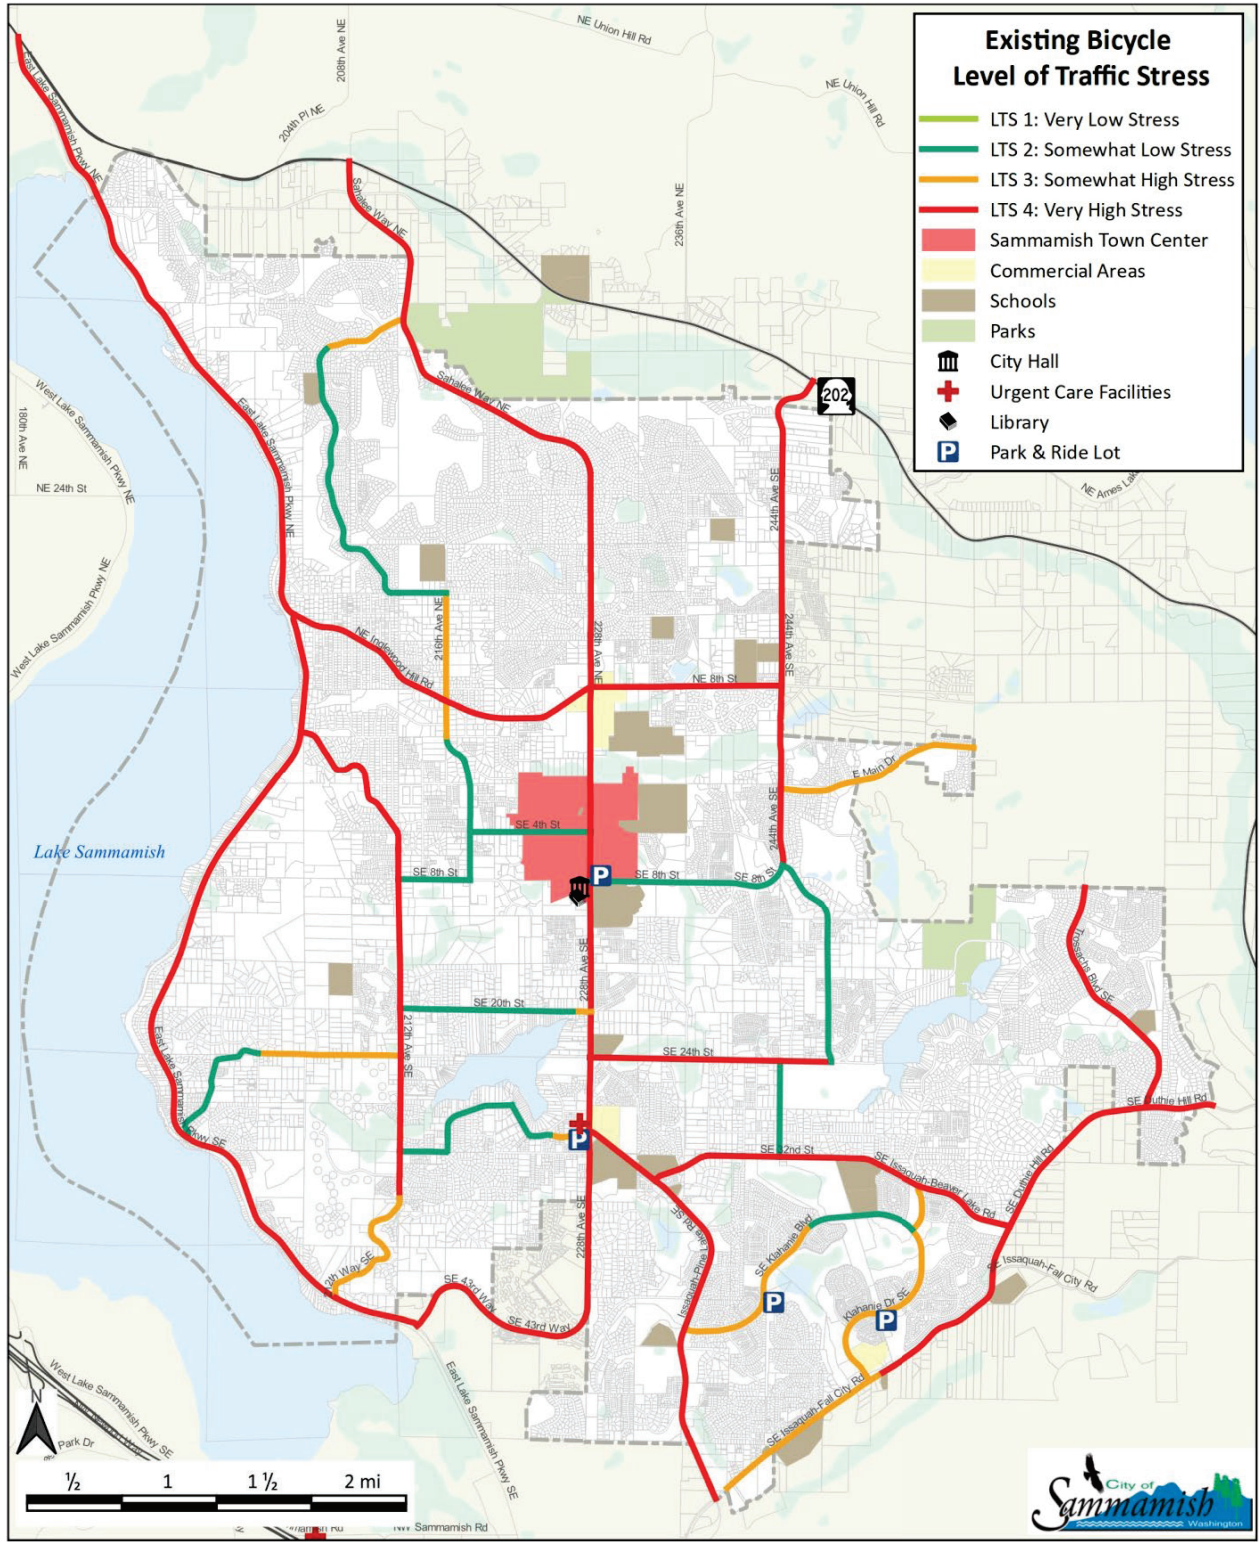 Existing Bicycle
Level of Traffic Stress
LTS 1: Very Low Stress
LTS 2: Somewhat Low Stress
LTS 3: Somewhat High Stress
LTS 4: Very High Stress
Sammamish Town Center
Commercial Areas
Schools
Parks
City Hall
Urgent Care Facilities
Library
P
Park & Ride Lot
NE Union Hill Rd
208th Ave NE
NE Union Hill Rd
204th Pl NE
East Lake Sammamish Pkwy NE
Sahalee Way NE
236th Ave NE
West Lake Sammamish Pkwy NE
180th Ave NE
Sahalee Way NE
202
East Lake Sammamish Pkwy NE
NE 24th St
244th Ave SE
NE Ames Lake
West Lake Sammamish Pkwy NE
216th Ave NE
NE Inglewood Hill Rd
228th Ave NE
244th Ave SE
NE 8th St
E Main Dr
244th Ave SE
SE 4th St
Lake Sammamish
SE 8th St
P
SE 8th St
SE 8th St
228th Ave SE
Trossachs Blvd SE
SE 20th St
212th Ave SE
East Lake Sammamish Pkwy SE
SE 24th St
SE Duthie Hill Rd
P
SE 32nd St
SE Issaquah-Beaver Lake Rd
SE Duthie Hill Rd
228th Ave SE
Issaquah-Pine Lake Rd SE
SE Klahanie Blvd
SE Issaquah-Fall City Rd
Way SE
SE 43rd Way
SE 43rd Way
P
Klahanie Dr SE
P
SE Issaquah-Fall City Rd
West Lake Sammamish Pkwy SE
East Lake Sammamish Pkwy SE
N
Park Dr
½ 1 1 ½ 2 mi
Sammamish Rd
City of
Sammamish
Washington